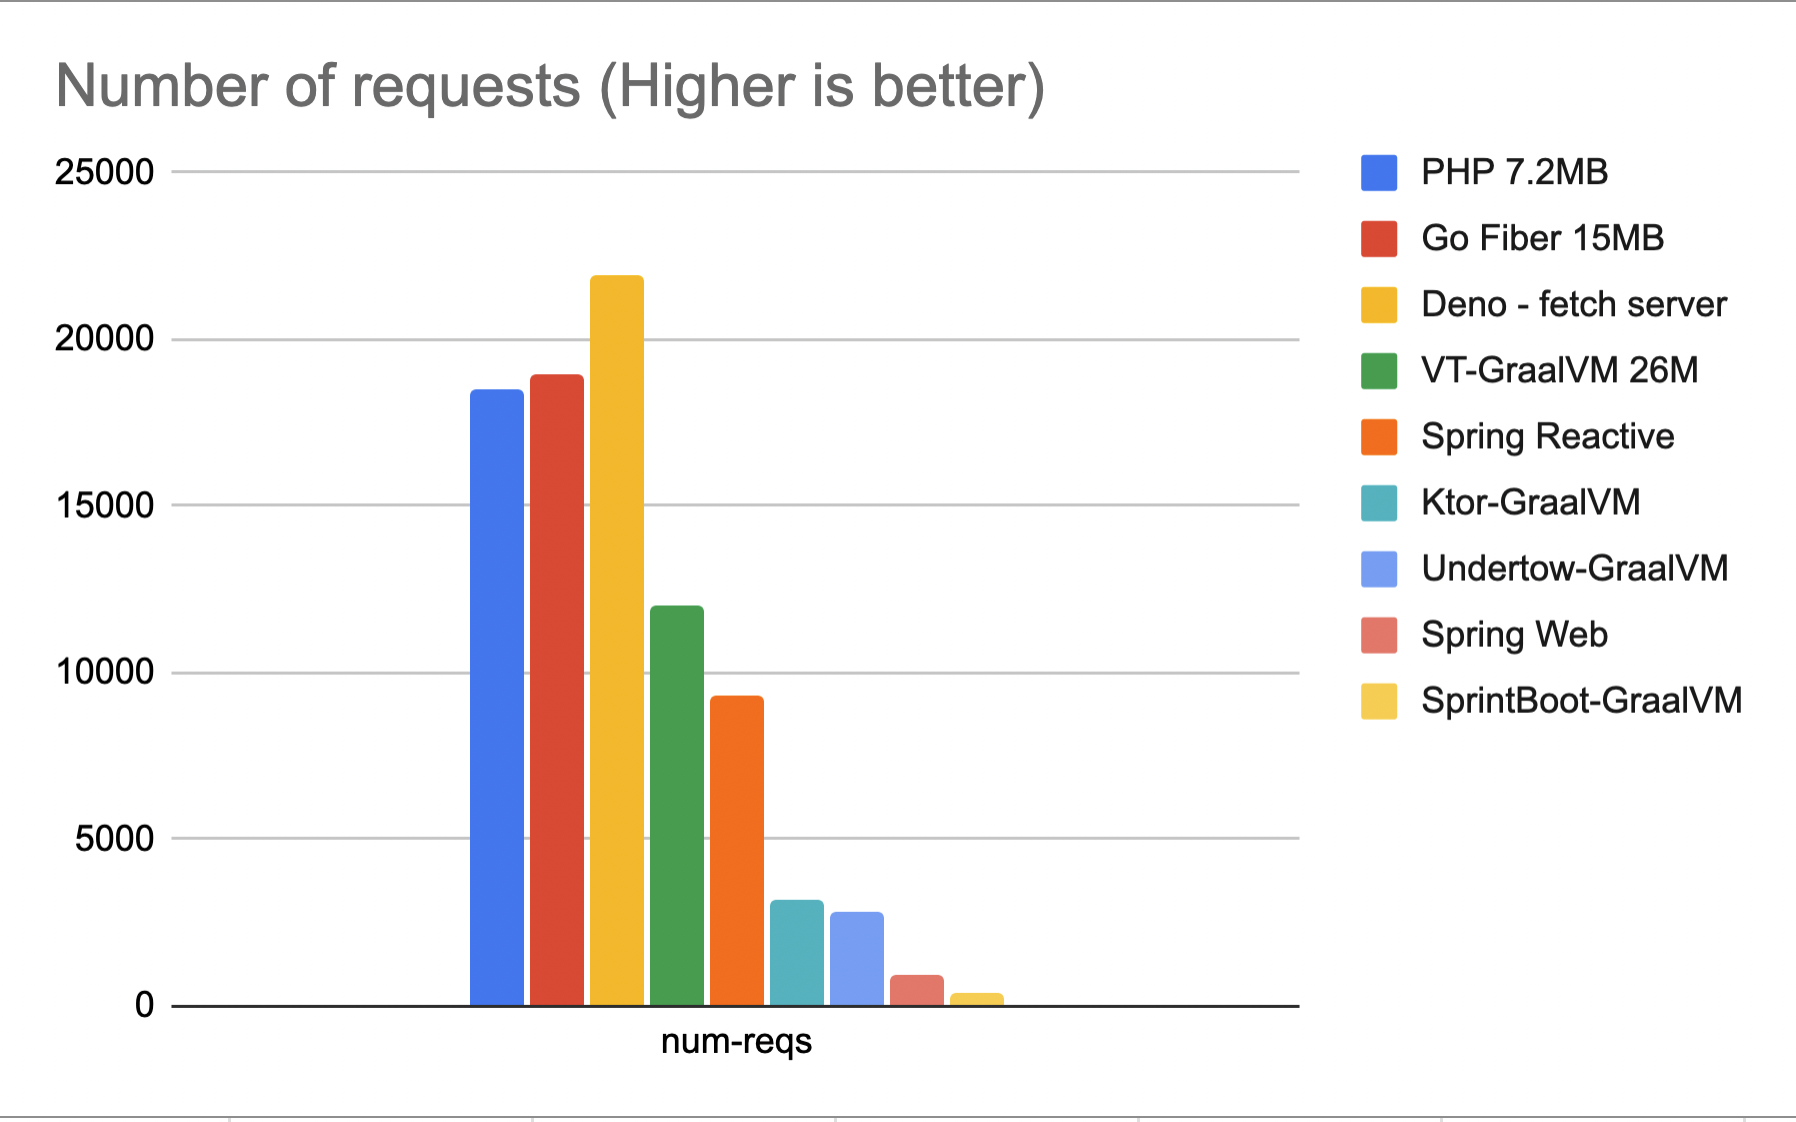 Number of requests (Higher is better)
25000
20000
15000
10000
5000
0
num-reqs
PHP 7.2MB
Go Fiber 15MB
Deno - fetch server
VT-GraalVM 26M
Spring Reactive
Ktor-GraalVM
Undertow-GraalVM
Spring Web
SprintBoot-GraalVM